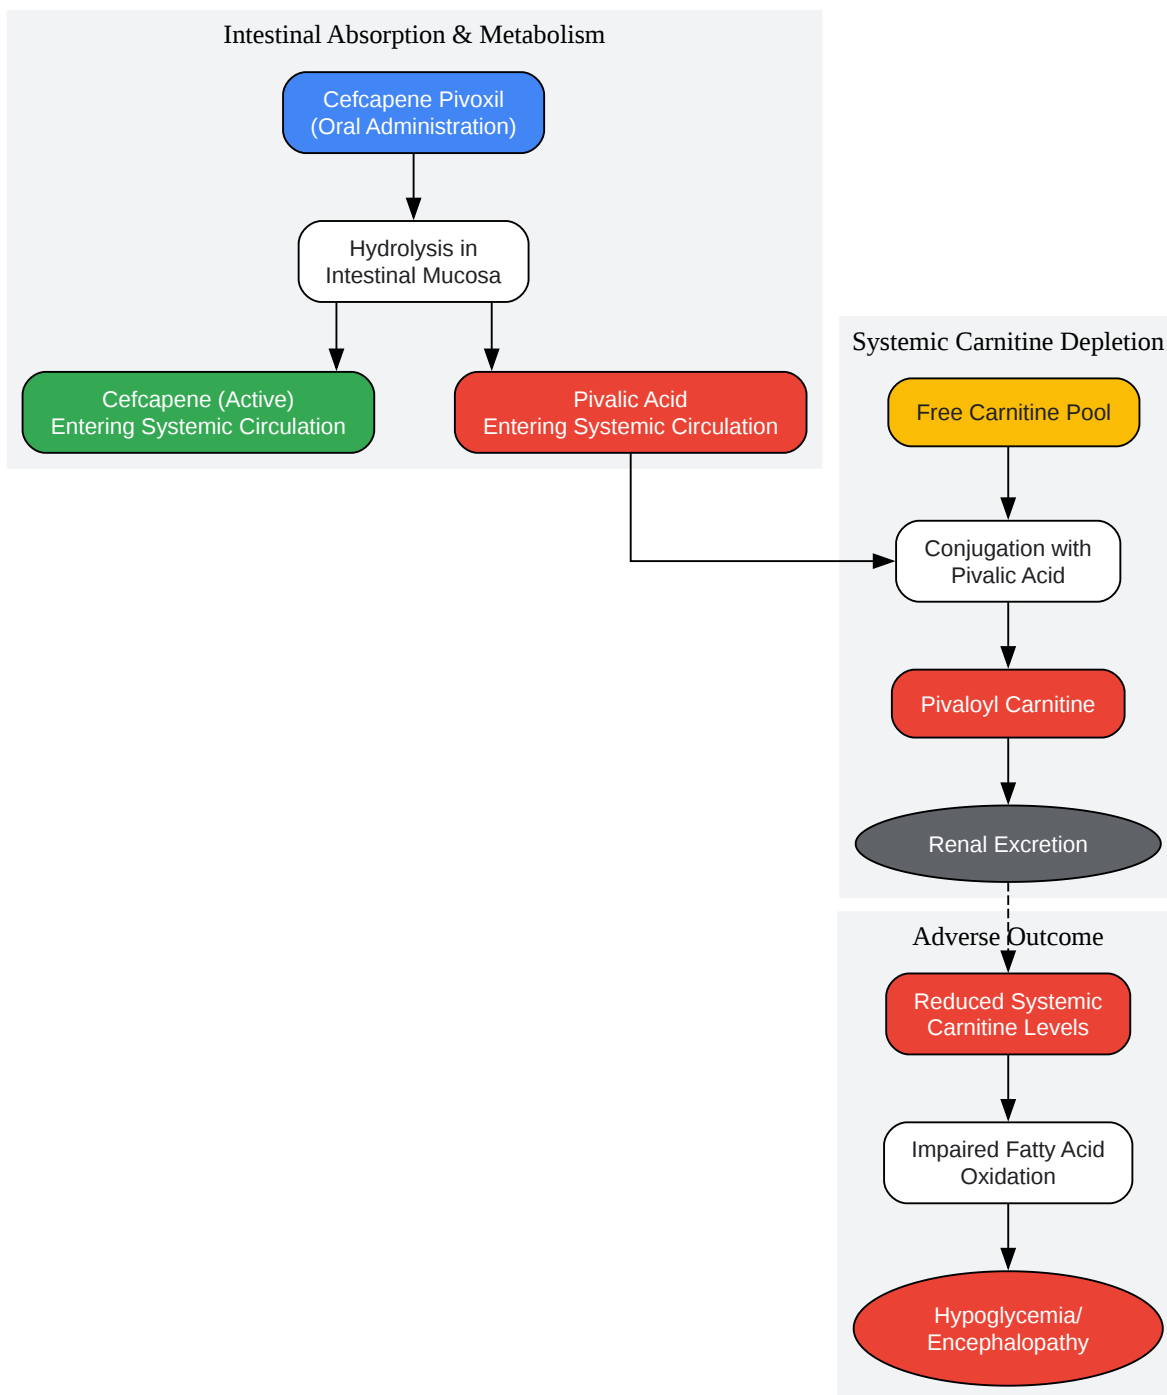 Intestinal Absorption & Metabolism
Cefcapene Pivoxil
(Oral Administration)
Hydrolysis in
Intestinal Mucosa
Cefcapene (Active)
Entering Systemic Circulation
Pivalic Acid
Entering Systemic Circulation
Systemic Carnitine Depletion
Free Carnitine Pool
Conjugation with
Pivalic Acid
Pivaloyl Carnitine
Renal Excretion
Adverse Outcome
Reduced Systemic
Carnitine Levels
Impaired Fatty Acid
Oxidation
Hypoglycemia/
Encephalopathy